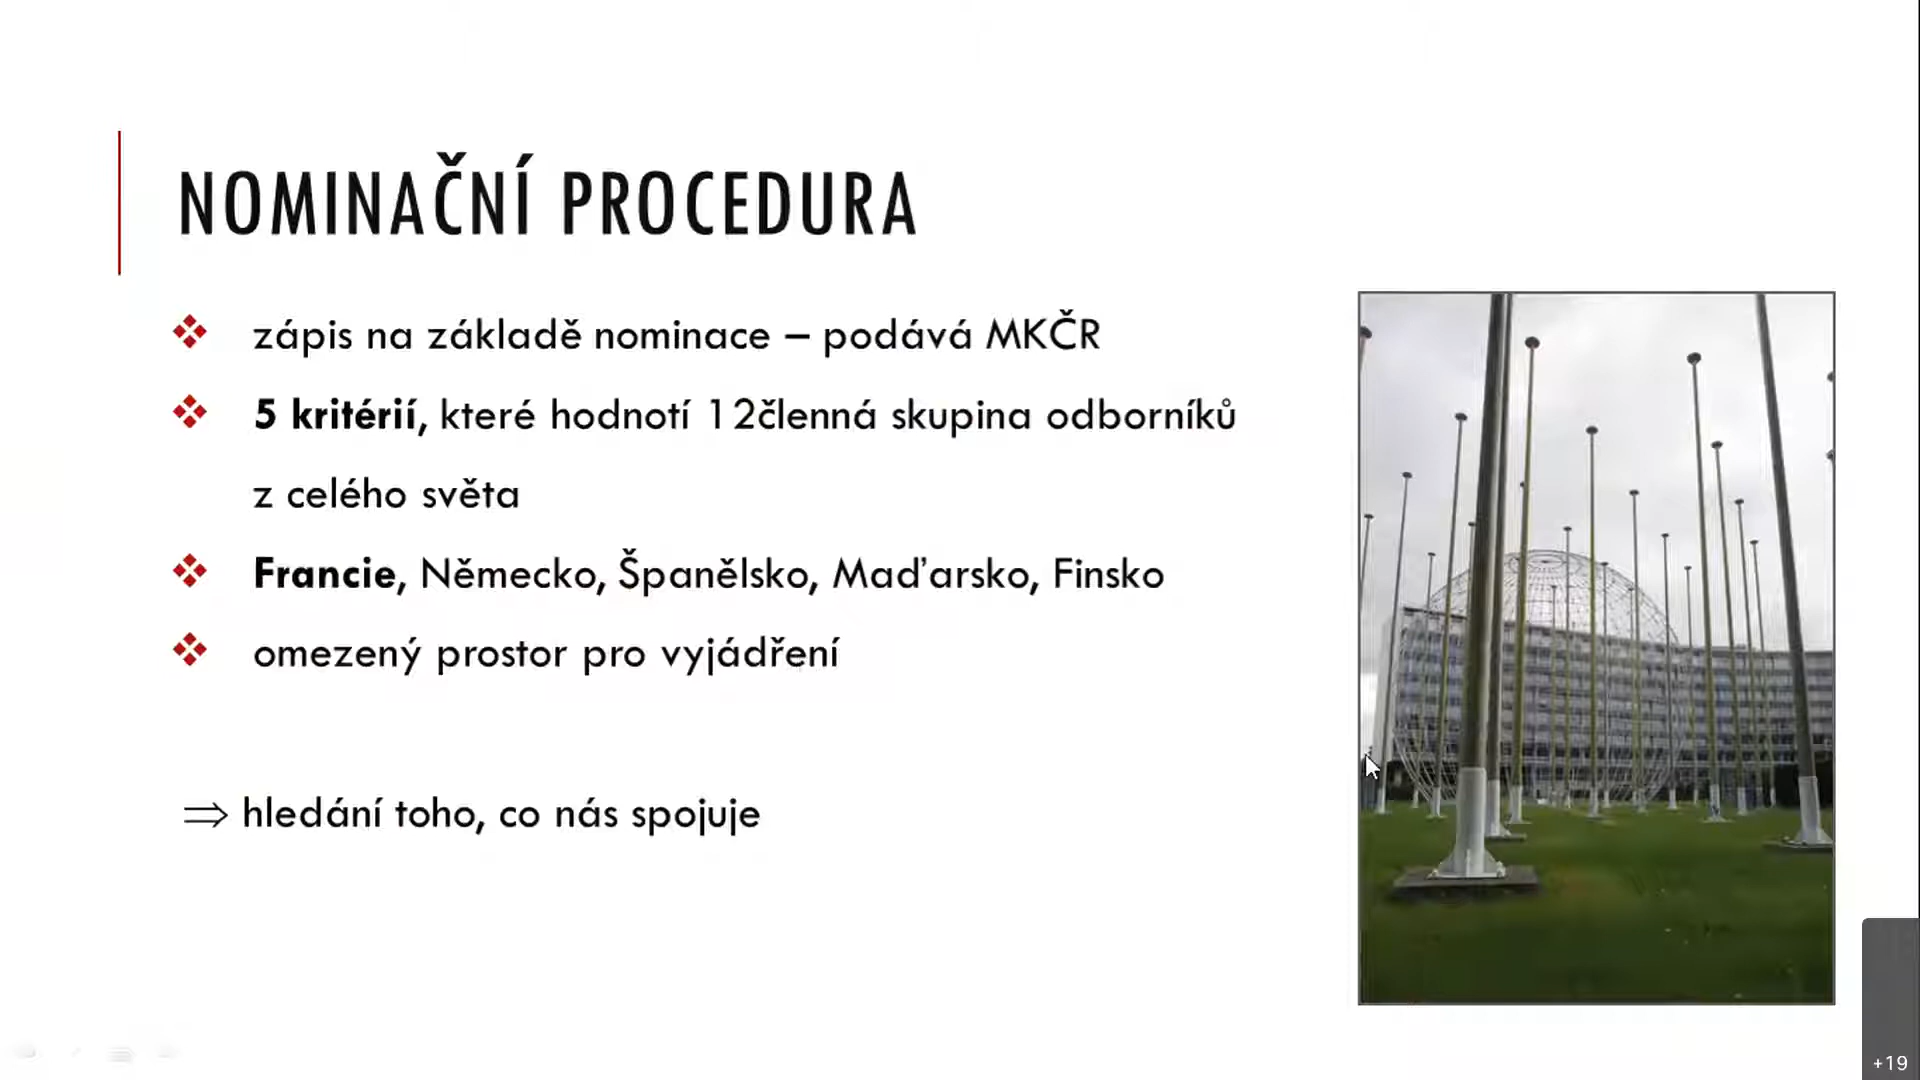 NOMINAČNÍ PROCEDURA
zápis na základě nominace – podává MKČR
5 kritérií, které hodnotí 12členná skupina odborníků
z celého světa
Francie, Německo, Španělsko, Maďarsko, Finsko
omezený prostor pro vyjádření
⇒ hledání toho, co nás spojuje
+19